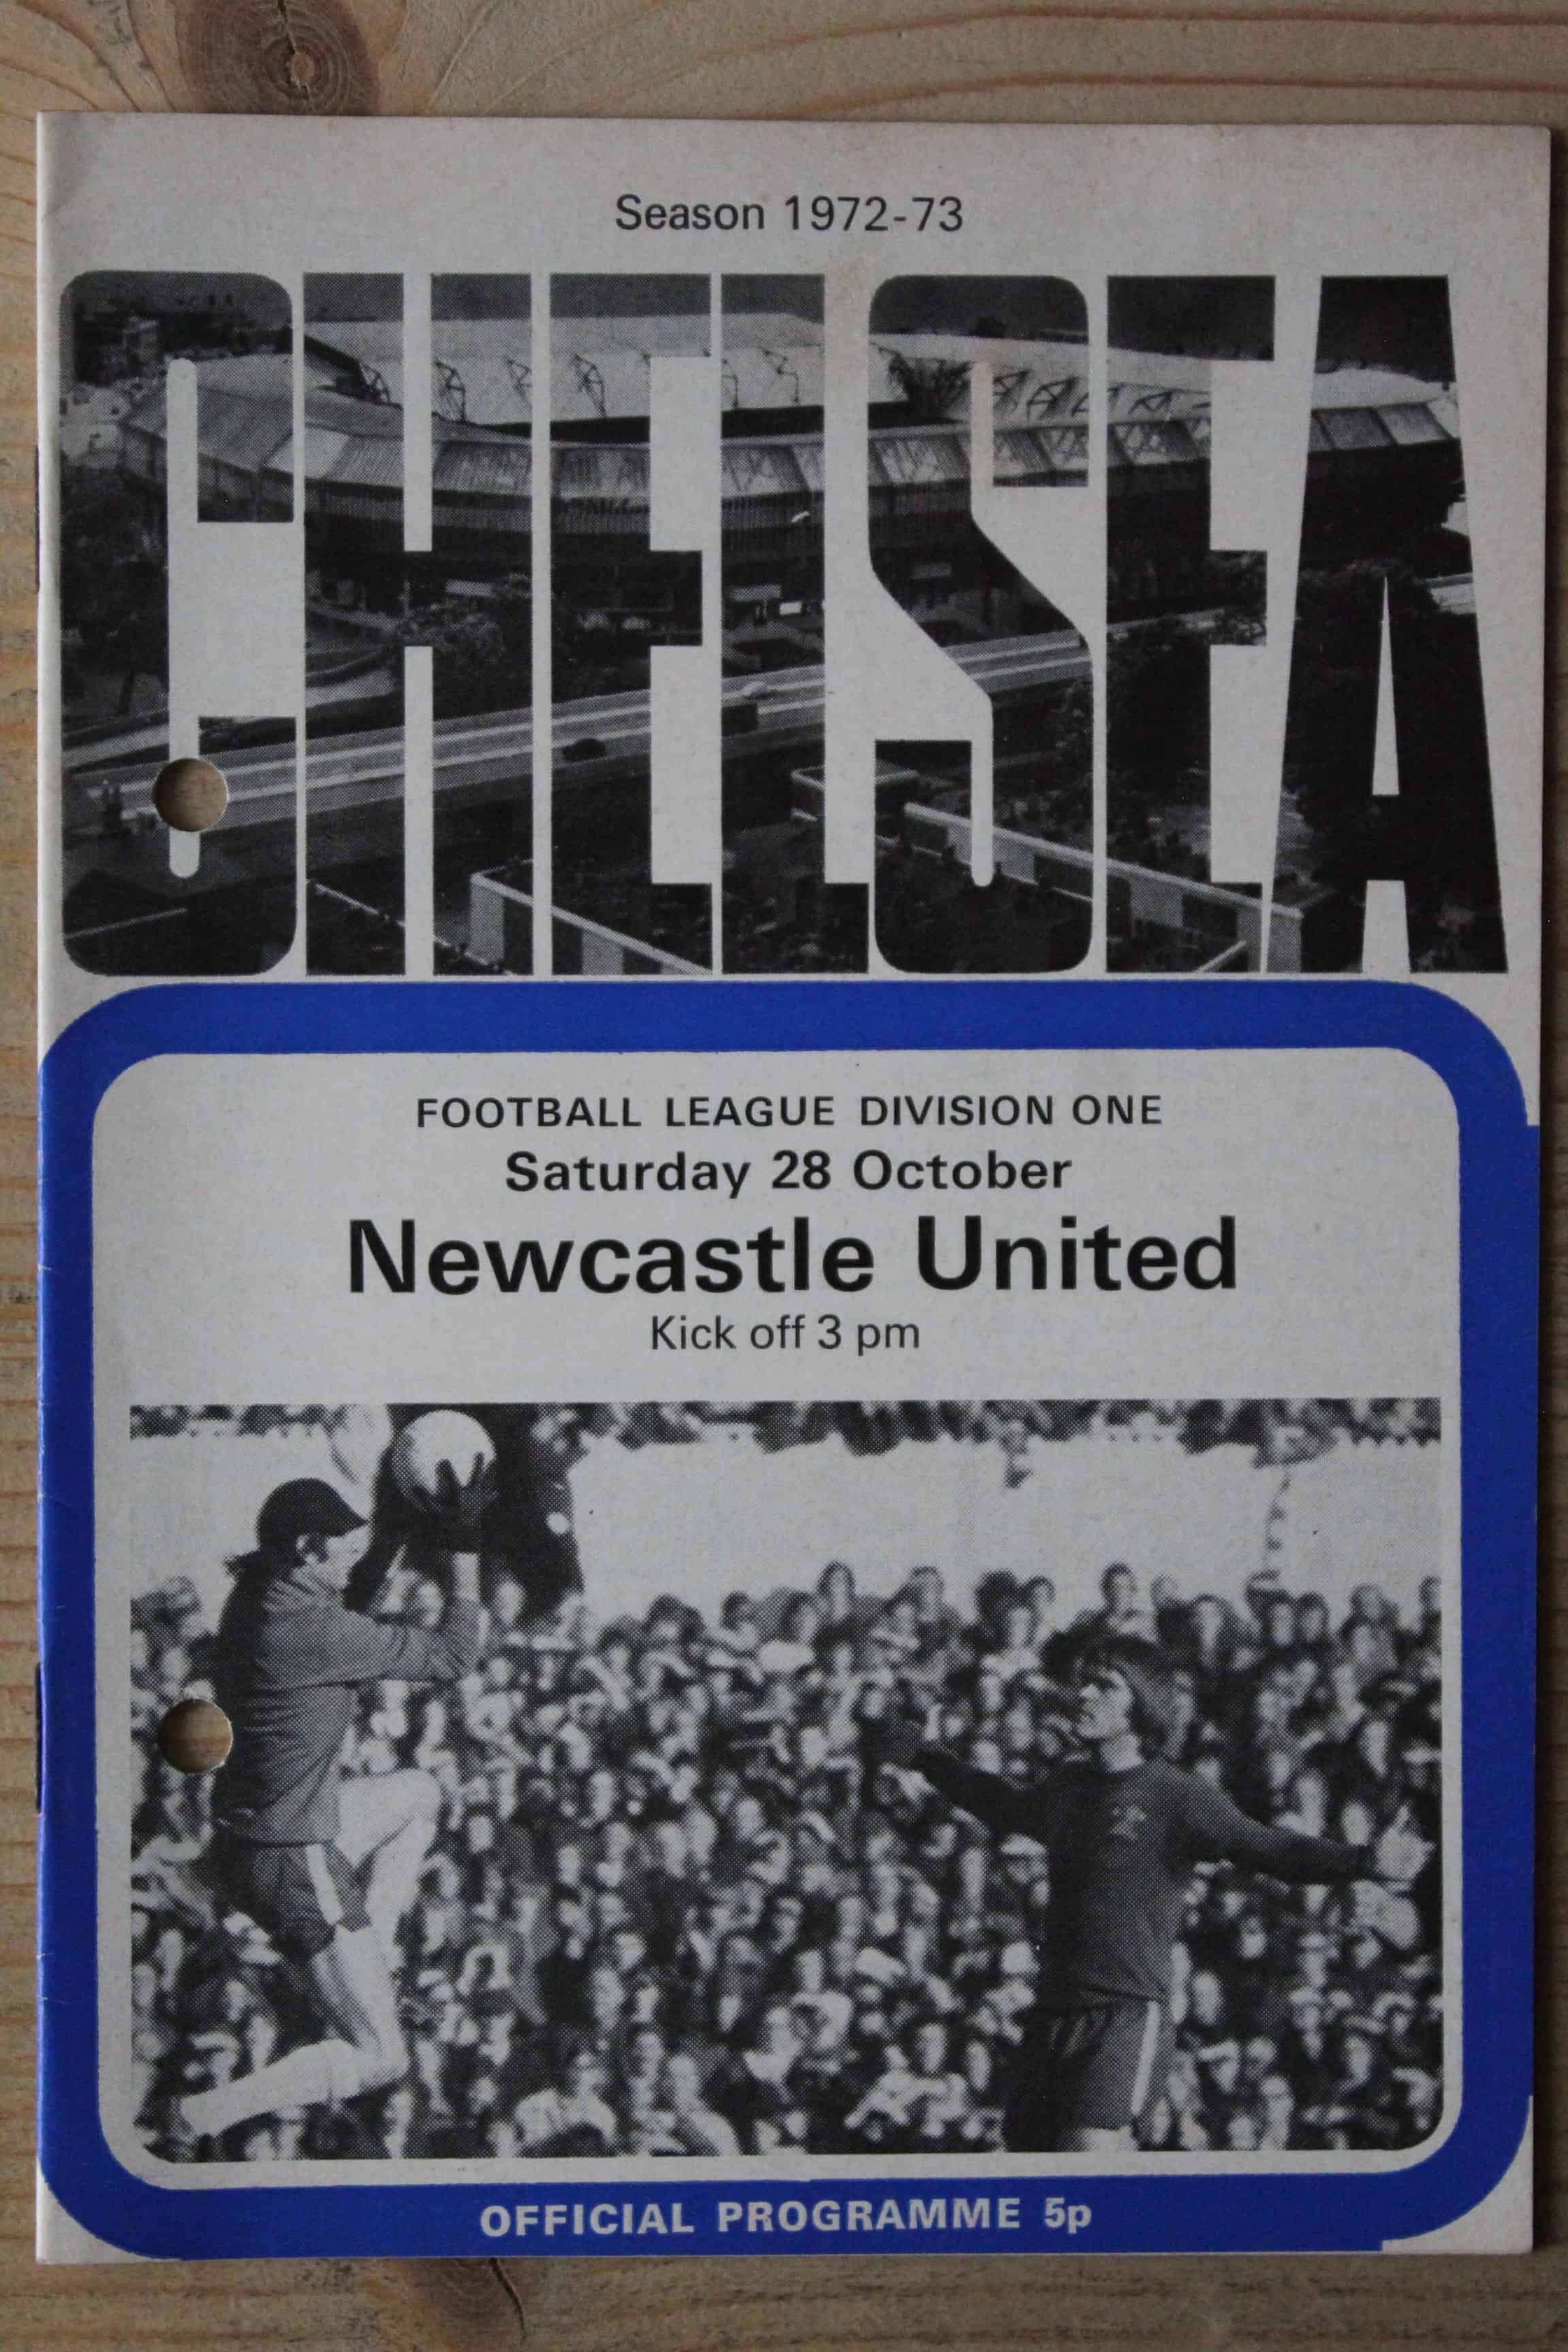 Season 1972-73
CHELSEA
FOOTBALL LEAGUE DIVISION ONE
Saturday 28 October
Newcastle United
Kick off 3 pm
OFFICIAL PROGRAMME 5p